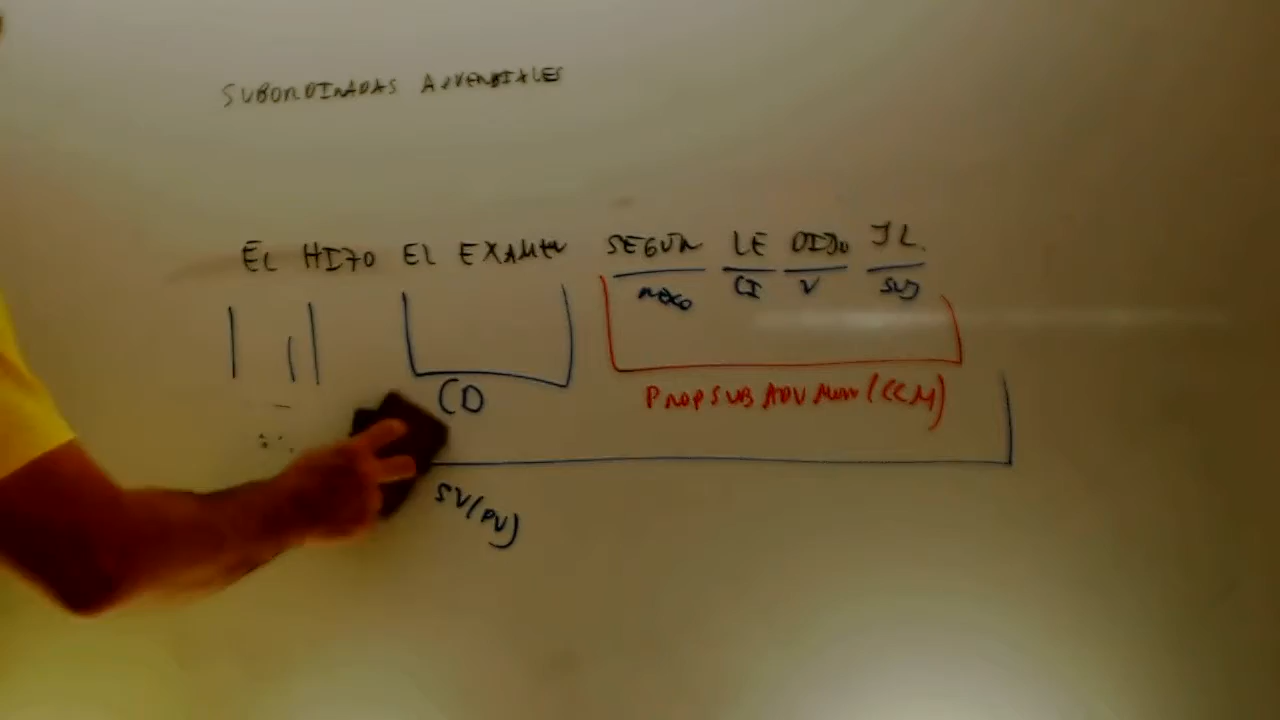 SUBORDINADAS ADVERBIALES
EL HIZO EL EXAMEN SEGÚN LE DIJO JL.
NEXO CI V SUJ
CD
PROP SUB ADV MOD (CCM)
SV (PV)